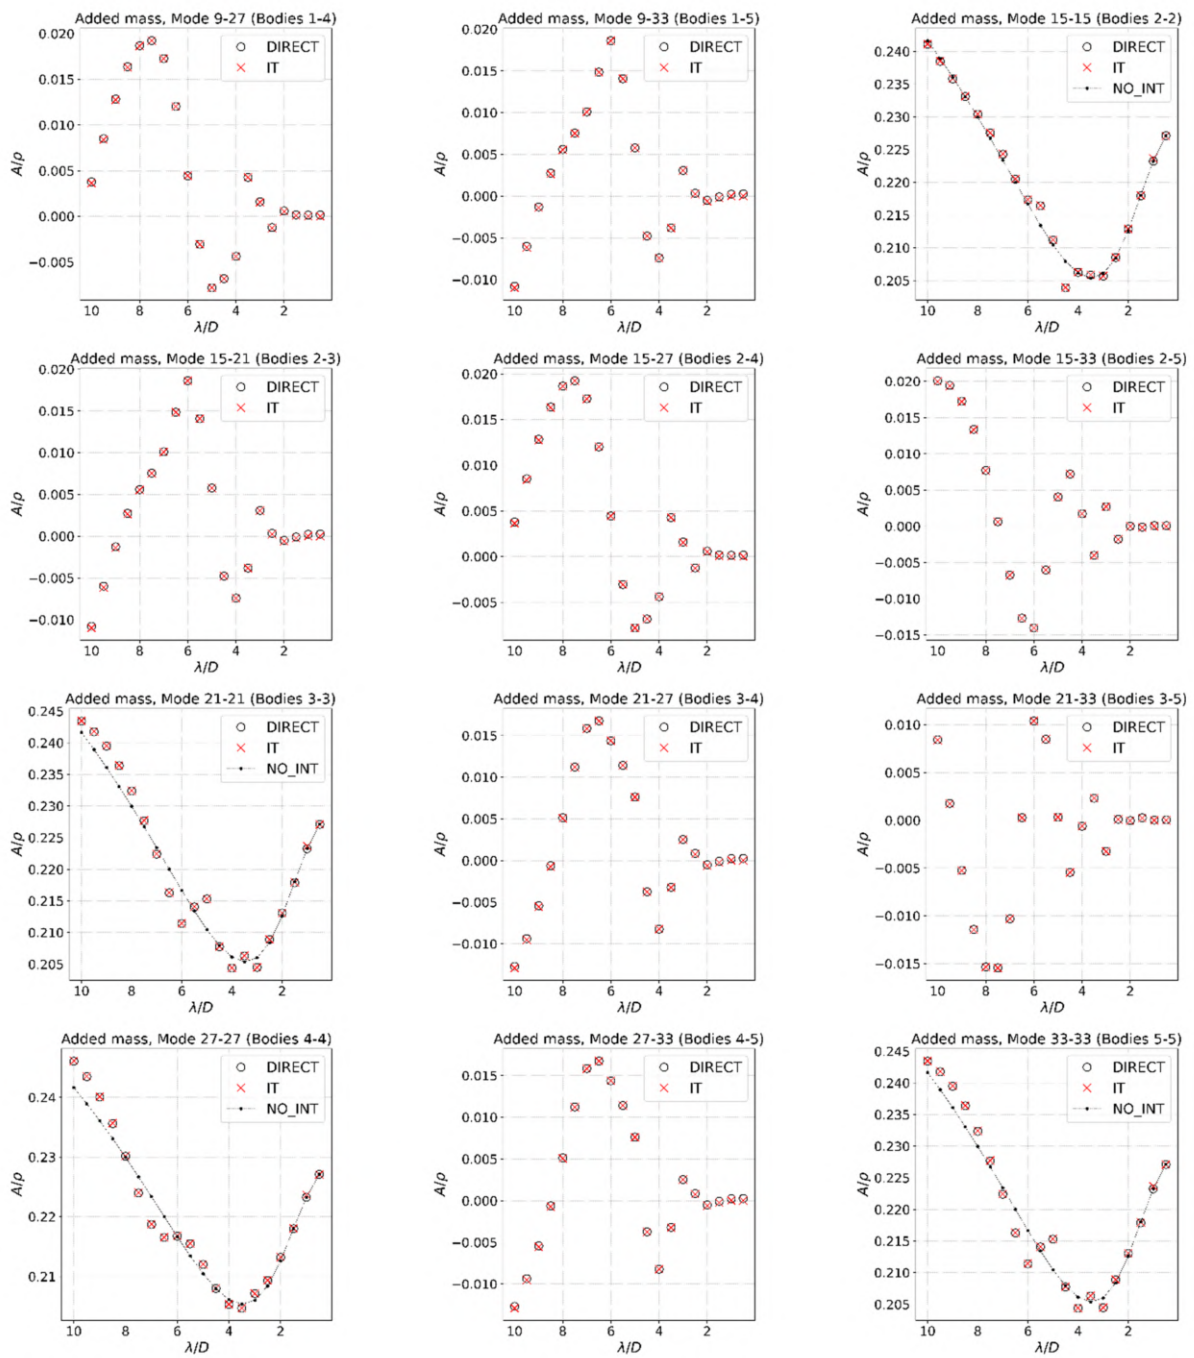 Added mass, Mode 9-27 (Bodies 1-4)
0.020
0.015
0.010
0.005
0.000
−0.005
A/ρ
DIRECT
IT
10 8 6 4 2
λ/D
Added mass, Mode 9-33 (Bodies 1-5)
0.020
0.015
0.010
0.005
0.000
−0.005
−0.010
A/ρ
DIRECT
IT
10 8 6 4 2
λ/D
Added mass, Mode 15-15 (Bodies 2-2)
0.240
0.230
0.225
0.220
0.215
0.210
0.205
A/ρ
DIRECT
IT
NO_INT
10 8 6 4 2
λ/D
Added mass, Mode 15-21 (Bodies 2-3)
0.020
0.015
0.010
0.005
0.000
−0.005
−0.010
A/ρ
DIRECT
IT
10 8 6 4 2
λ/D
Added mass, Mode 15-27 (Bodies 2-4)
0.020
0.015
0.010
0.005
0.000
−0.005
A/ρ
DIRECT
IT
10 8 6 4 2
λ/D
Added mass, Mode 15-33 (Bodies 2-5)
0.020
0.015
0.010
0.005
0.000
−0.005
−0.010
−0.015
A/ρ
DIRECT
IT
10 8 6 4 2
λ/D
Added mass, Mode 21-21 (Bodies 3-3)
0.245
0.240
0.235
0.230
0.225
0.220
0.215
0.210
0.205
A/ρ
DIRECT
IT
NO_INT
10 8 6 4 2
λ/D
Added mass, Mode 21-27 (Bodies 3-4)
0.015
0.010
0.005
0.000
−0.005
−0.010
A/ρ
DIRECT
IT
10 8 6 4 2
λ/D
Added mass, Mode 21-33 (Bodies 3-5)
0.010
0.005
0.000
−0.005
−0.010
−0.015
A/ρ
DIRECT
IT
10 8 6 4 2
λ/D
Added mass, Mode 27-27 (Bodies 4-4)
0.24
0.23
0.22
0.21
A/ρ
DIRECT
IT
NO_INT
10 8 6 4 2
λ/D
Added mass, Mode 27-33 (Bodies 4-5)
0.015
0.010
0.005
0.000
−0.005
−0.010
A/ρ
DIRECT
IT
10 8 6 4 2
λ/D
Added mass, Mode 33-33 (Bodies 5-5)
0.245
0.240
0.235
0.230
0.225
0.220
0.215
0.210
0.205
A/ρ
DIRECT
IT
NO_INT
10 8 6 4 2
λ/D